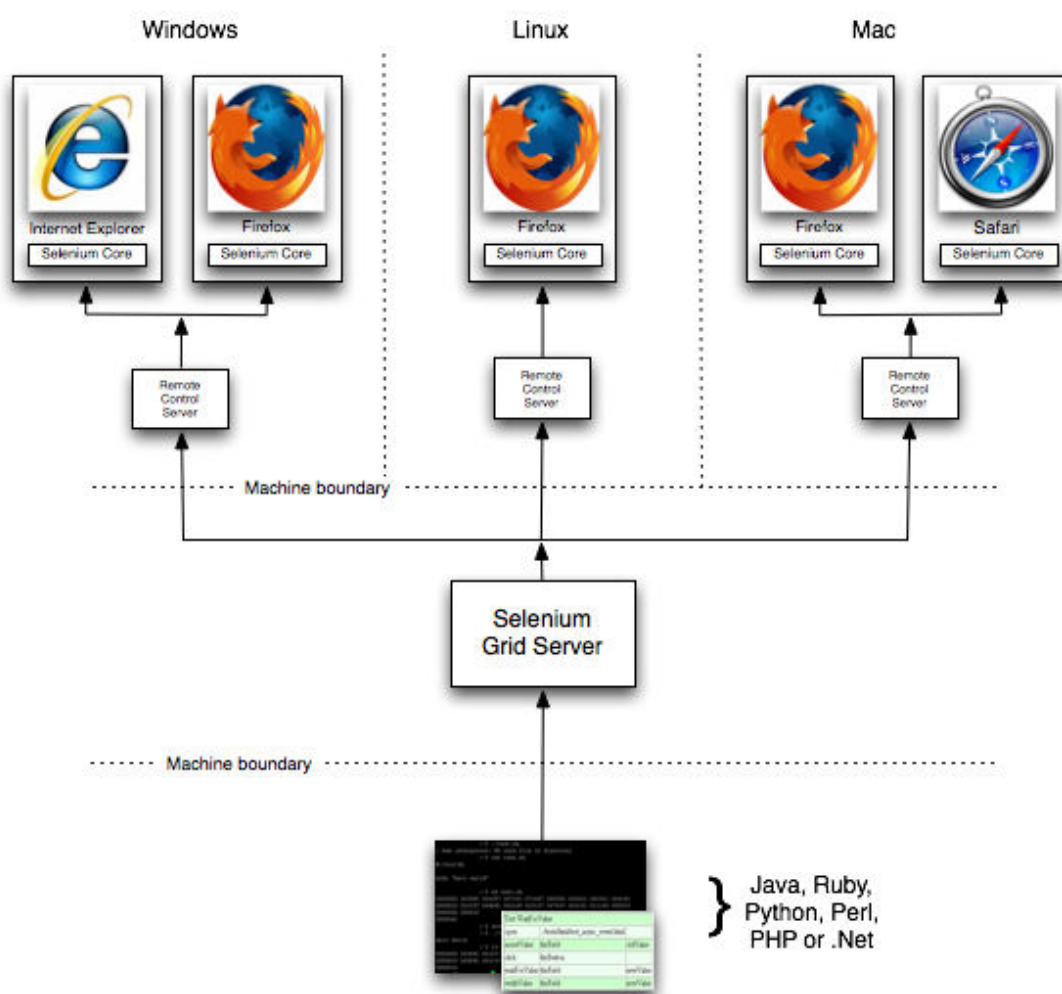 Windows
Linux
Mac
Internet Explorer
Selenium Core
Firefox
Selenium Core
Firefox
Selenium Core
Firefox
Selenium Core
Safari
Selenium Core
Remote
Control
Server
Remote
Control
Server
Remote
Control
Server
Machine boundary
Selenium
Grid Server
Machine boundary
Java, Ruby,
Python, Perl,
PHP or .Net